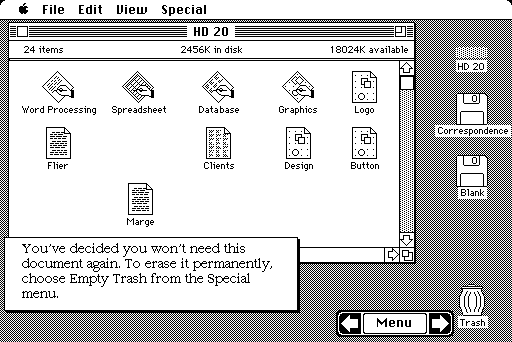 File Edit View Special
HD 20
24 items 2456K in disk 18024K available
HD 20
Word Processing Spreadsheet Database Graphics Logo
Correspondence
Flier Clients Design Button
Blank
Marge
You've decided you won't need this
document again. To erase it permanently,
choose Empty Trash from the Special
menu.
Menu
Trash